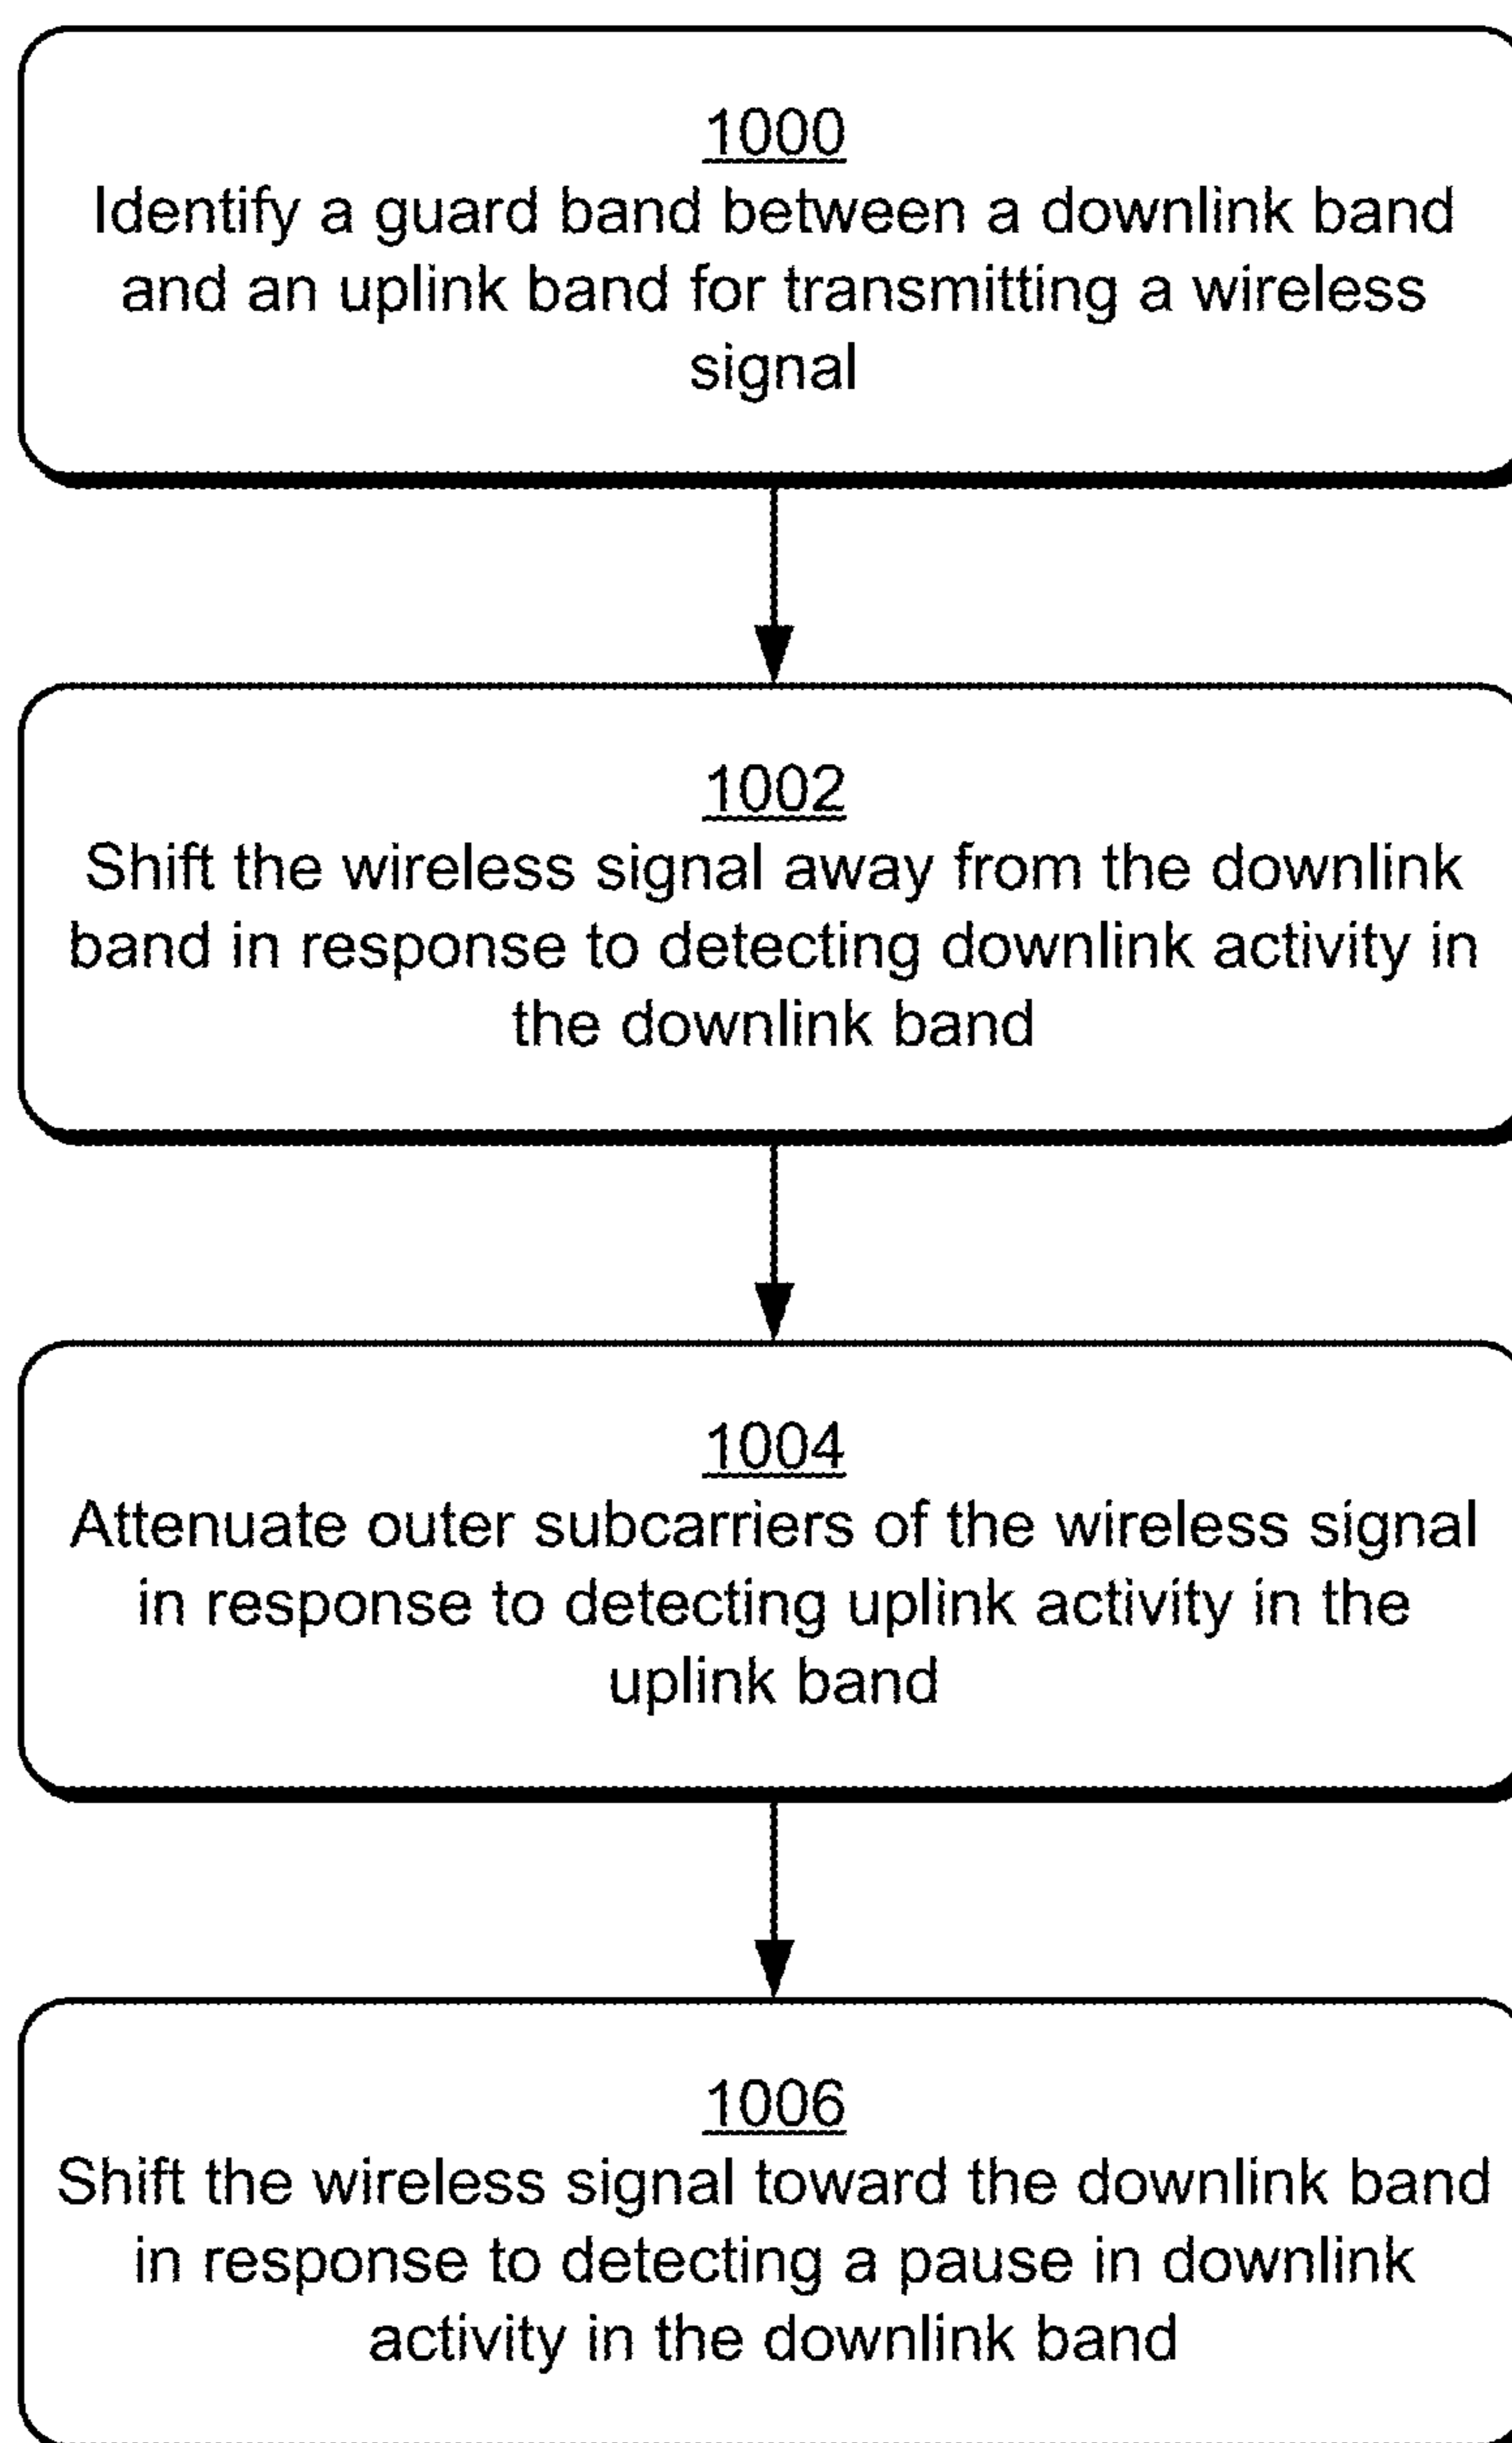 1000
Identify a guard band between a downlink band
and an uplink band for transmitting a wireless
signal
1002
Shift the wireless signal away from the downlink
band in response to detecting downlink activity in
the downlink band
1004
Attenuate outer subcarriers of the wireless signal
in response to detecting uplink activity in the
uplink band
1006
Shift the wireless signal toward the downlink band
in response to detecting a pause in downlink
activity in the downlink band